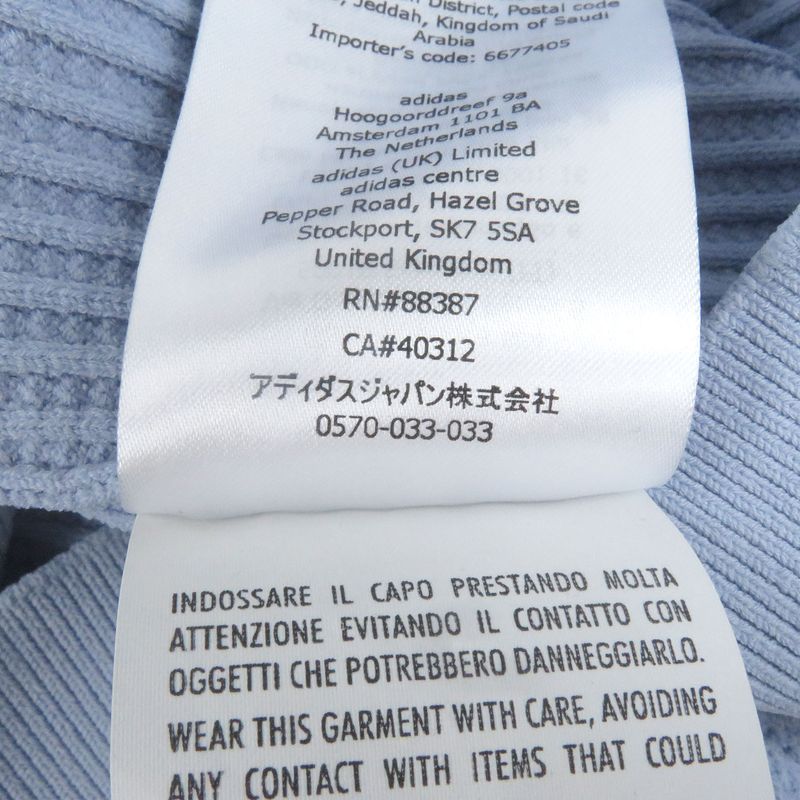 District, Postal code
Jeddah, Kingdom of Saudi
Arabia
Importer's code: 6677405
adidas
Hoogoorddreef 9a
Amsterdam 1101 BA
The Netherlands
adidas (UK) Limited
adidas centre
Pepper Road, Hazel Grove
Stockport, SK7 5SA
United Kingdom
RN#88387
CA#40312
アディダスジャパン株式会社
0570-033-033
INDOSSARE IL CAPO PRESTANDO MOLTA
ATTENZIONE EVITANDO IL CONTATTO CON
OGGETTI CHE POTREBBERO DANNEGGIARLO.
WEAR THIS GARMENT WITH CARE, AVOIDING
ANY CONTACT WITH ITEMS THAT COULD